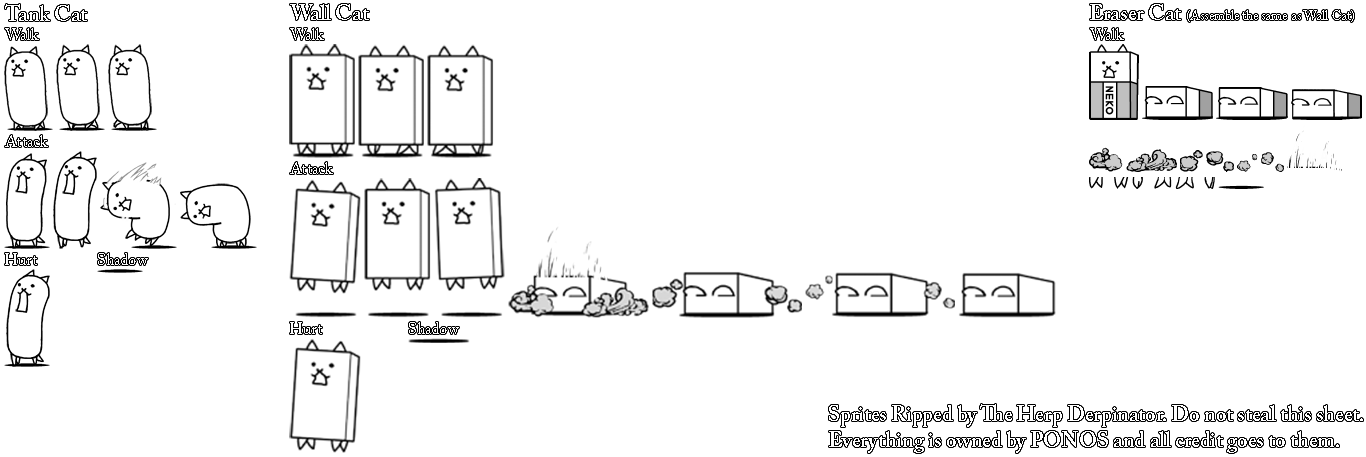 Tank Cat
Walk
Attack
Hurt
Shadow
Wall Cat
Walk
Attack
Hurt
Shadow
Eraser Cat (Assemble the same as Wall Cat)
Walk
NEKO
Sprites Ripped by The Herp Derpinator. Do not steal this sheet.
Everything is owned by PONOS and all credit goes to them.